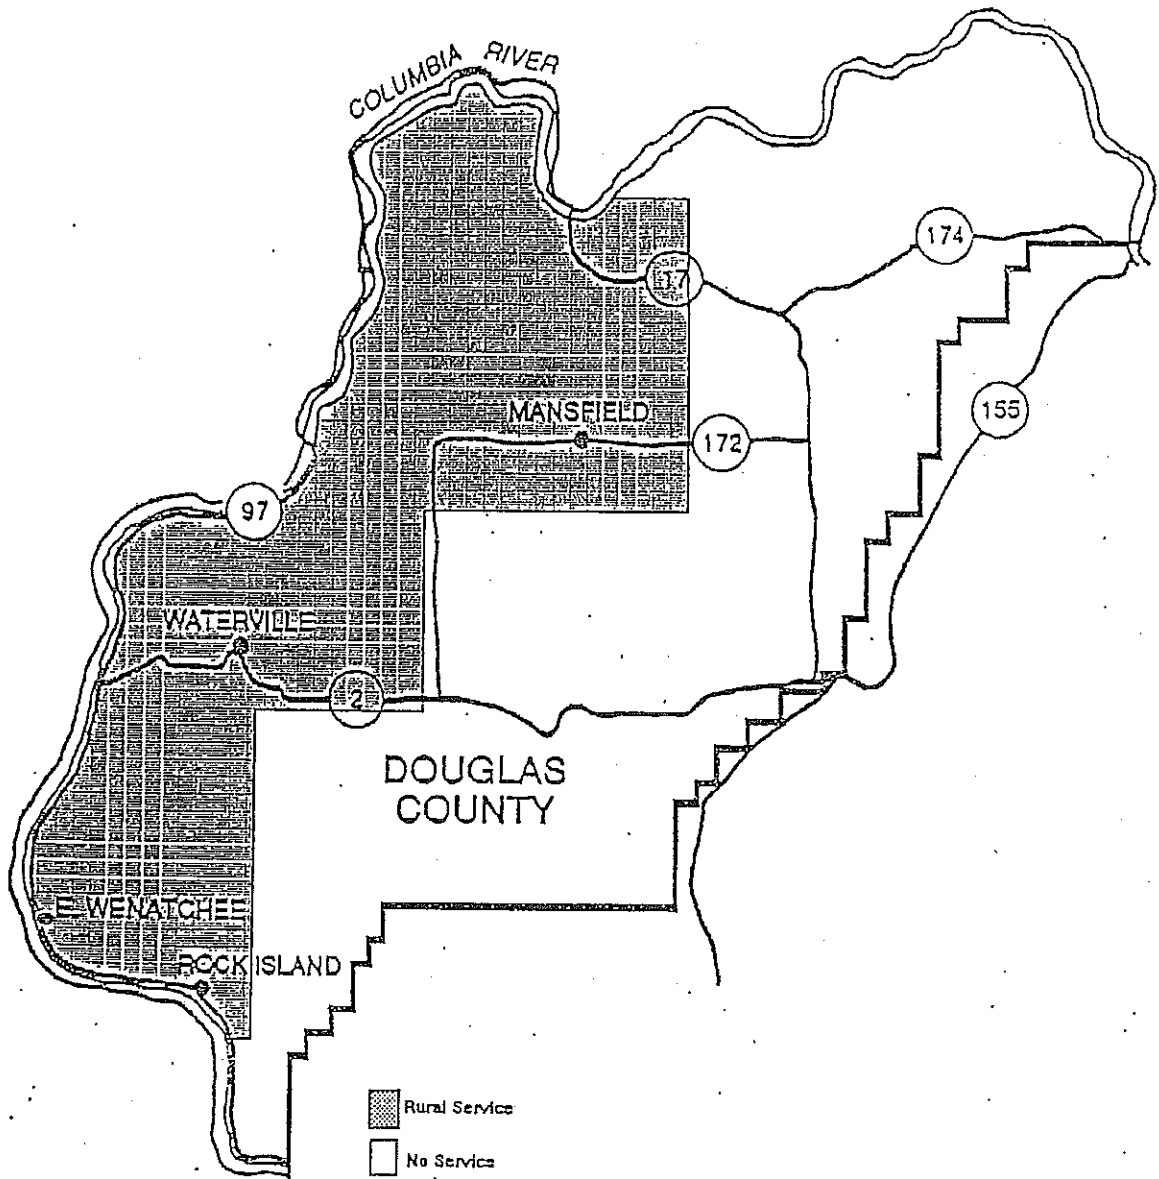 COLUMBIA RIVER
174
17
155
MANSFIELD
172
97
WATERVILLE
2
DOUGLAS
COUNTY
E WENATCHEE
ROCK ISLAND
Rural Service
No Service